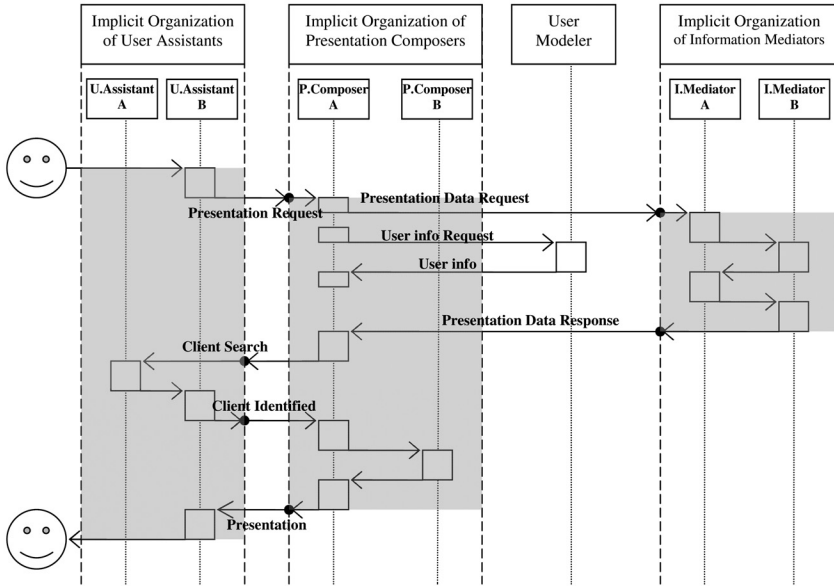 Implicit Organization
of User Assistants
Implicit Organization of
Presentation Composers
User
Modeler
Implicit Organization
of Information Mediators
U.Assistant
A
U.Assistant
B
P.Composer
A
P.Composer
B
I.Mediator
A
I.Mediator
B
Presentation Data Request
Presentation Request
User info Request
User info
Presentation Data Response
Client Search
Client Identified
Presentation